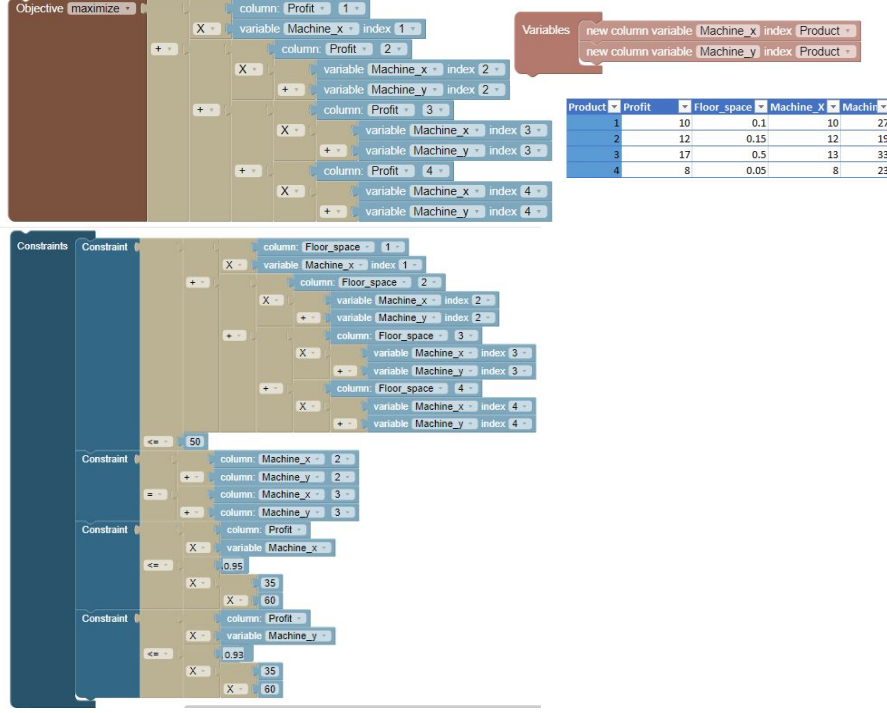 Objective maximize
column: Profit 1
X variable Machine_x index 1
+ column: Profit 2
X variable Machine_x index 2
+ variable Machine_y index 2
+ column: Profit 3
X variable Machine_x index 3
+ variable Machine_y index 3
+ column: Profit 4
X variable Machine_x index 4
+ variable Machine_y index 4
Variables new column variable Machine_x index Product
new column variable Machine_y index Product
Product Profit Floor_space Machine_X Machin
1 10 0.1 10 27
2 12 0.15 12 19
3 17 0.5 13 33
4 8 0.05 8 23
Constraints Constraint column: Floor_space 1
X variable Machine_x index 1
+ column: Floor_space 2
X variable Machine_x index 2
+ variable Machine_y index 2
+ column: Floor_space 3
X variable Machine_x index 3
+ variable Machine_y index 3
+ column: Floor_space 4
X variable Machine_x index 4
+ variable Machine_y index 4
<= 50
Constraint column: Machine_x 2
+ column: Machine_y 2
= column: Machine_x 3
+ column: Machine_y 3
Constraint column: Profit
X variable Machine_x
<= 0.95
X 35
X 60
Constraint column: Profit
X variable Machine_y
<= 0.93
X 35
X 60